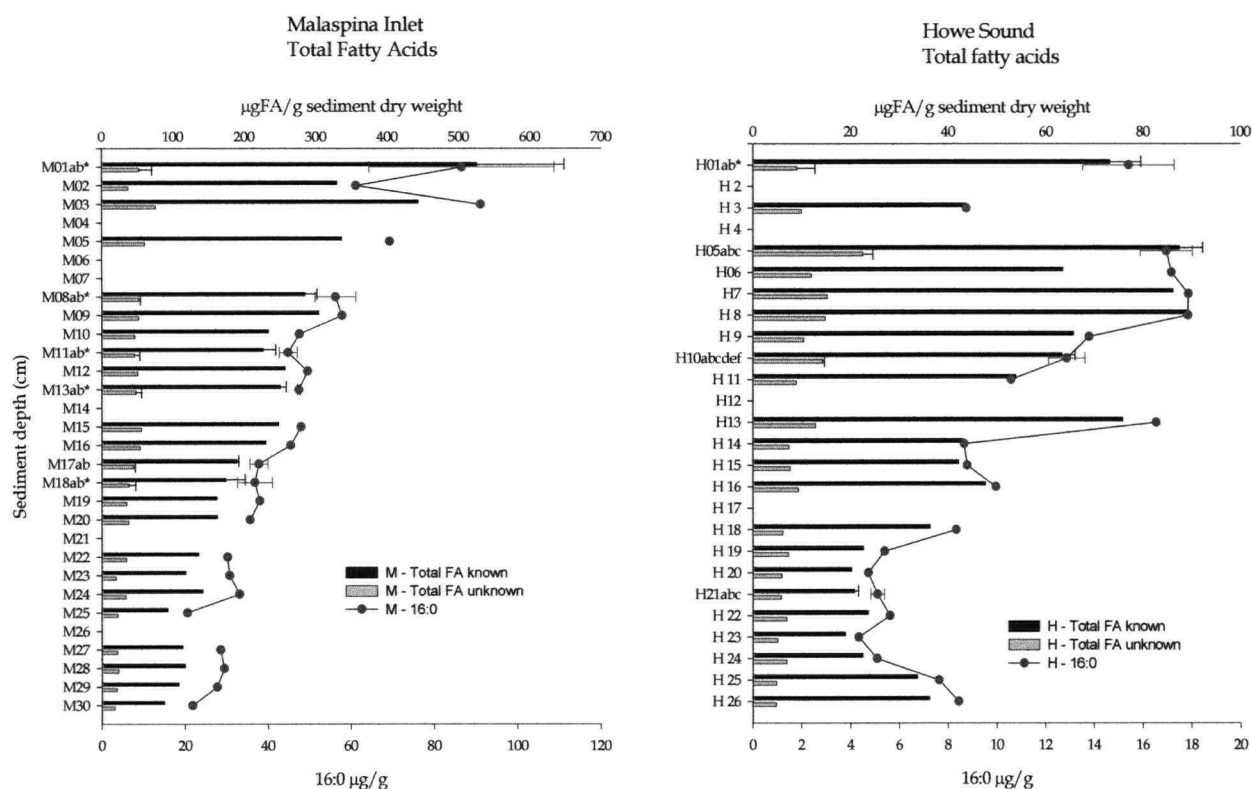 Malaspina Inlet
Total Fatty Acids
µgFA/g sediment dry weight
0 100 200 300 400 500 600 700
Sediment depth (cm)
M01ab*
M02
M03
M04
M05
M06
M07
M08ab*
M09
M10
M11ab*
M12
M13ab*
M14
M15
M16
M17ab
M18ab*
M19
M20
M21
M22
M23
M24
M25
M26
M27
M28
M29
M30
M - Total FA known
M - Total FA unknown
M - 16:0
0 20 40 60 80 100 120
16:0 µg/g
Howe Sound
Total fatty acids
µgFA/g sediment dry weight
0 20 40 60 80 100
H01ab*
H 2
H 3
H 4
H05abc
H06
H7
H 8
H 9
H10abcdef
H 11
H12
H13
H 14
H 15
H 16
H 17
H 18
H 19
H 20
H21abc
H 22
H 23
H 24
H 25
H 26
H - Total FA known
H - Total FA unknown
H - 16:0
0 2 4 6 8 10 12 14 16 18 20
16:0 µg/g